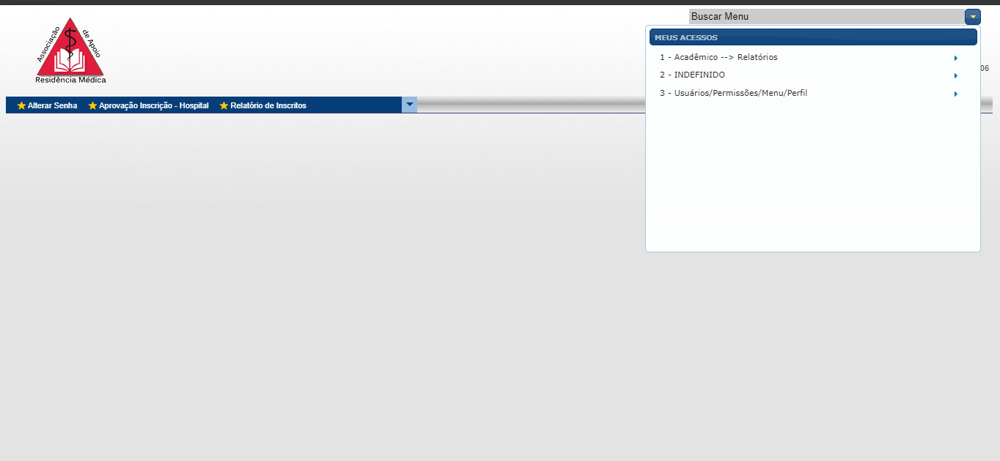 Buscar Menu
Associação de Apoio
Residência Médica
MEUS ACESSOS
1 - Acadêmico --> Relatórios
2 - INDEFINIDO
3 - Usuários/Permissões/Menu/Perfil
06
Alterar Senha Aprovação Inscrição - Hospital Relatório de Inscritos